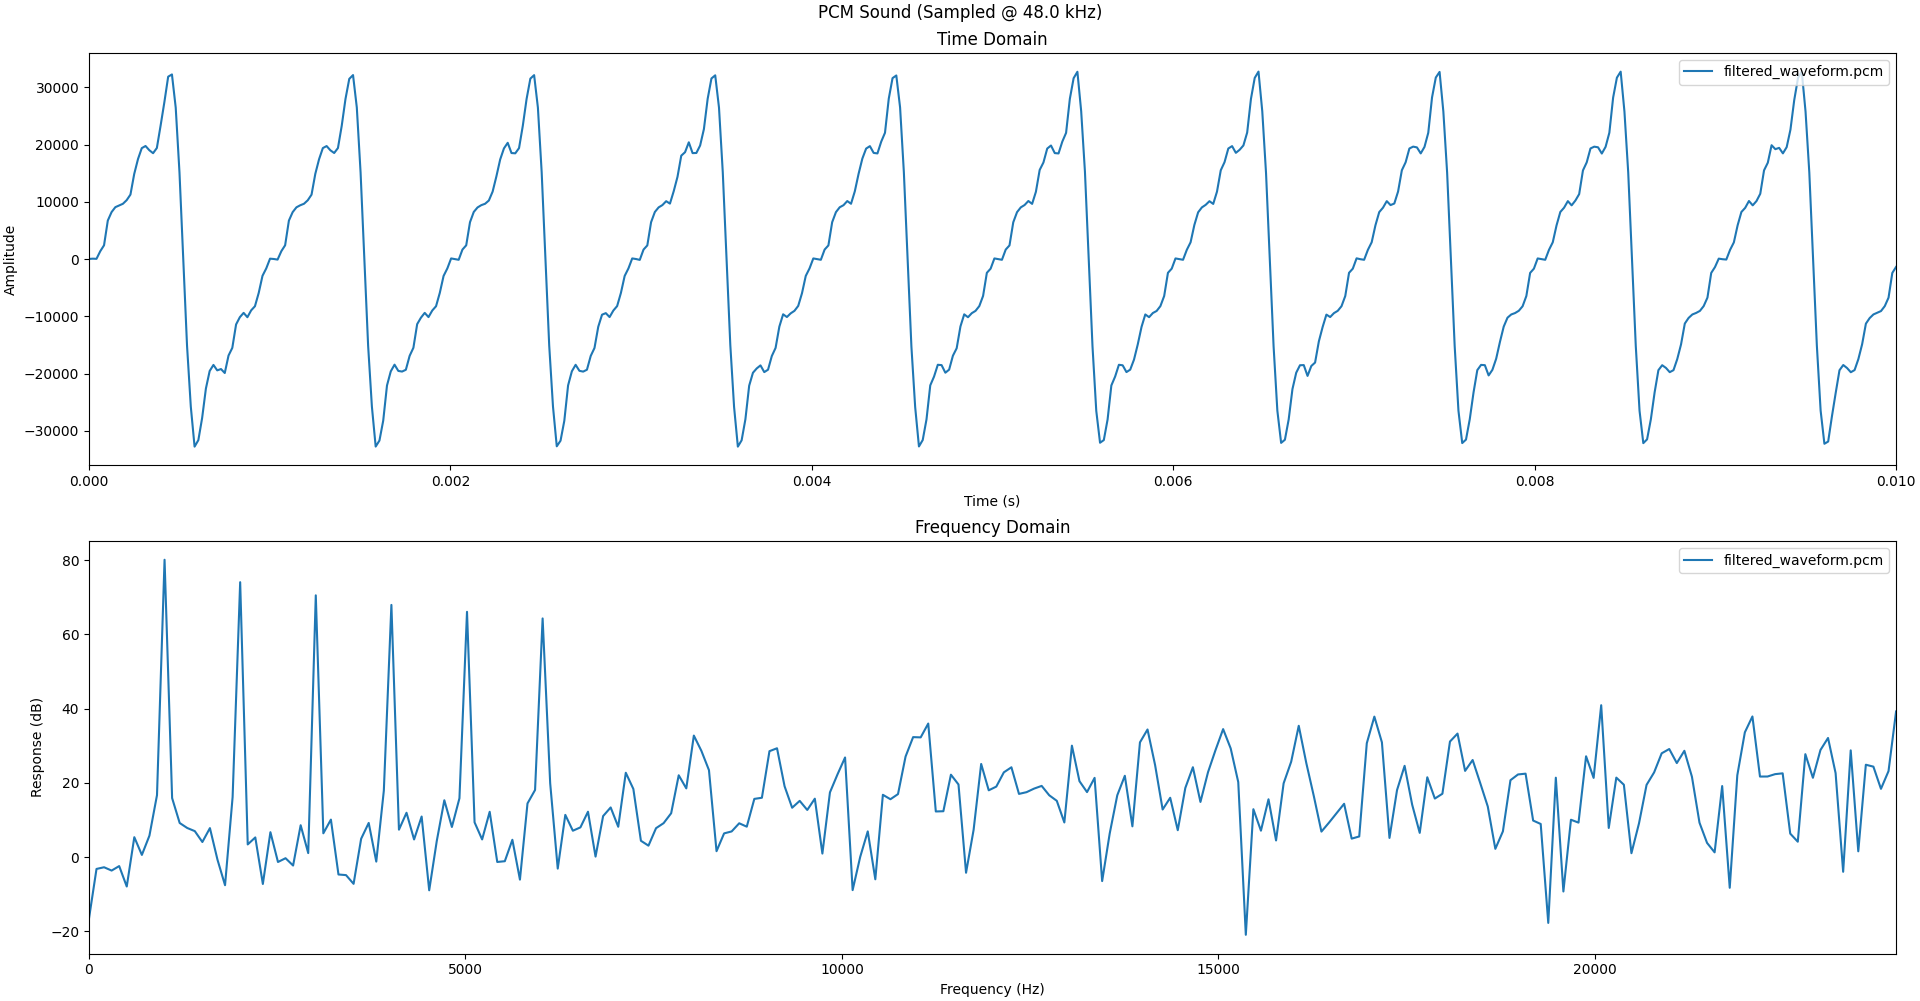 PCM Sound (Sampled @ 48.0 kHz)
Time Domain
filtered_waveform.pcm
30000
20000
10000
0
−10000
−20000
−30000
Amplitude
0.000
0.002
0.004
0.006
0.008
0.010
Time (s)
Frequency Domain
filtered_waveform.pcm
80
60
40
20
0
−20
Response (dB)
0
5000
10000
15000
20000
Frequency (Hz)